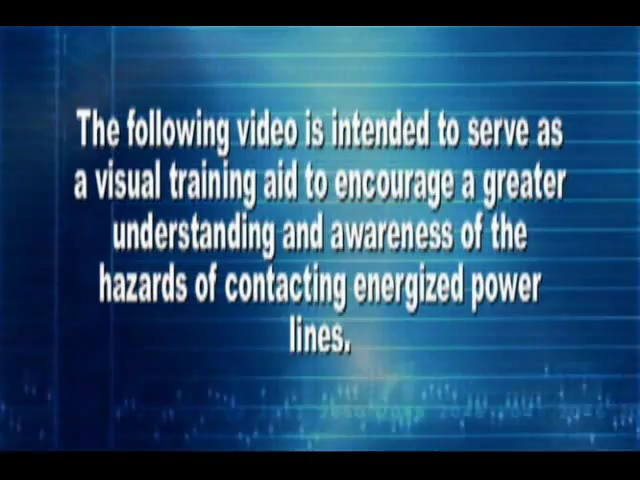 The following video is intended to serve as
a visual training aid to encourage a greater
understanding and awareness of the
hazards of contacting energized power
lines.